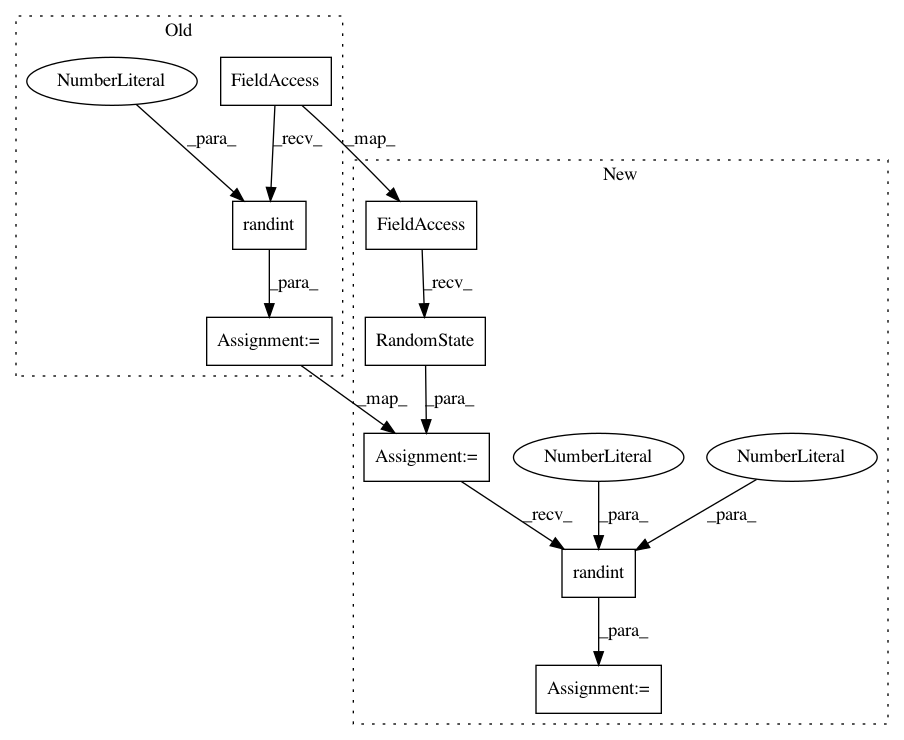 Old
NumberLiteral
FieldAccess
_para_
_recv_
_map_
New
randint
FieldAccess
_para_
_recv_
Assignment:=
RandomState
_map_
_para_
Assignment:=
NumberLiteral
NumberLiteral
_recv_
_para_
_para_
randint
_para_
Assignment:=